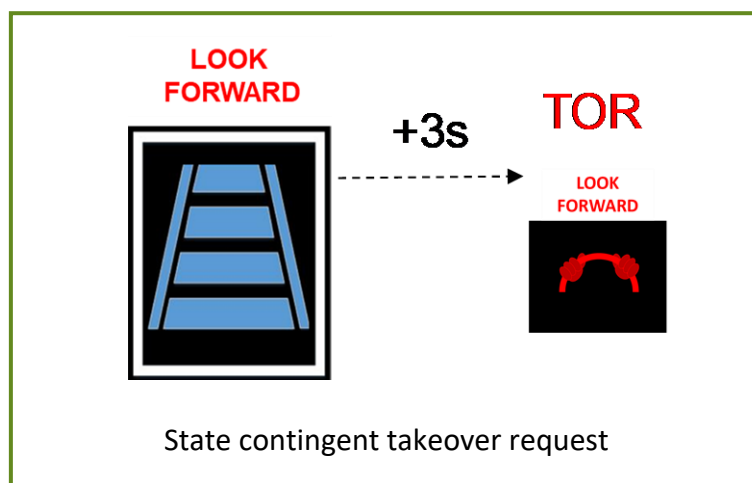 LOOK
FORWARD
+3s
TOR
LOOK
FORWARD
State contingent takeover request